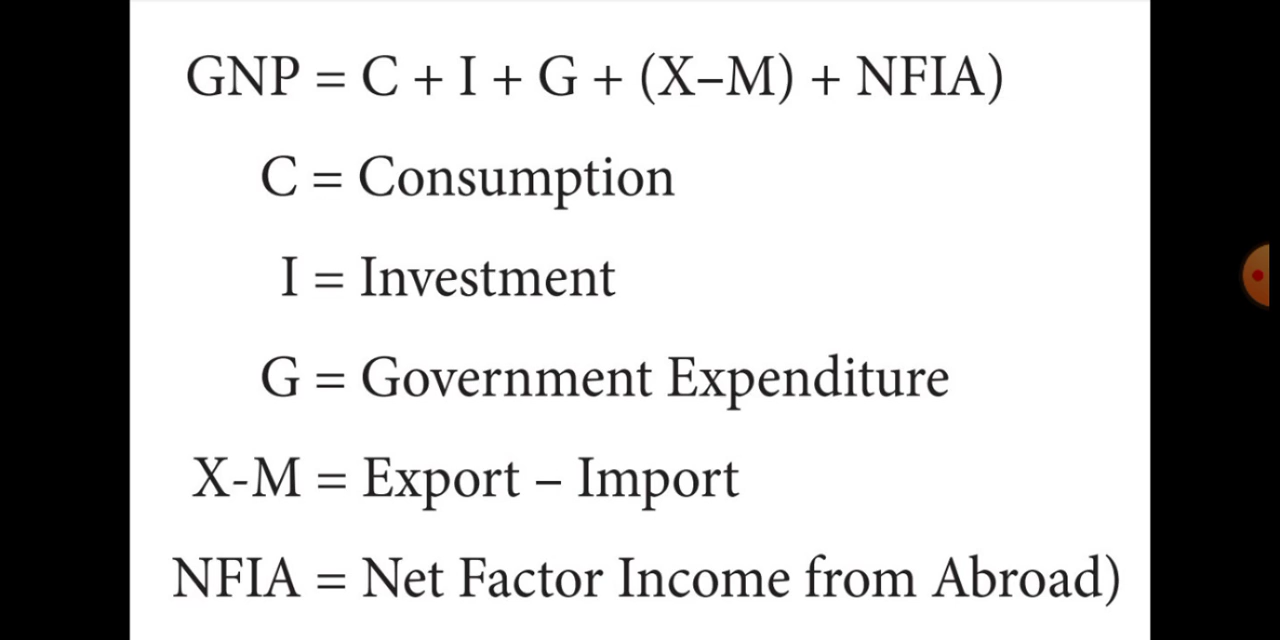 GNP = C + I + G + (X–M) + NFIA)
C = Consumption
I = Investment
G = Government Expenditure
X-M = Export – Import
NFIA = Net Factor Income from Abroad)